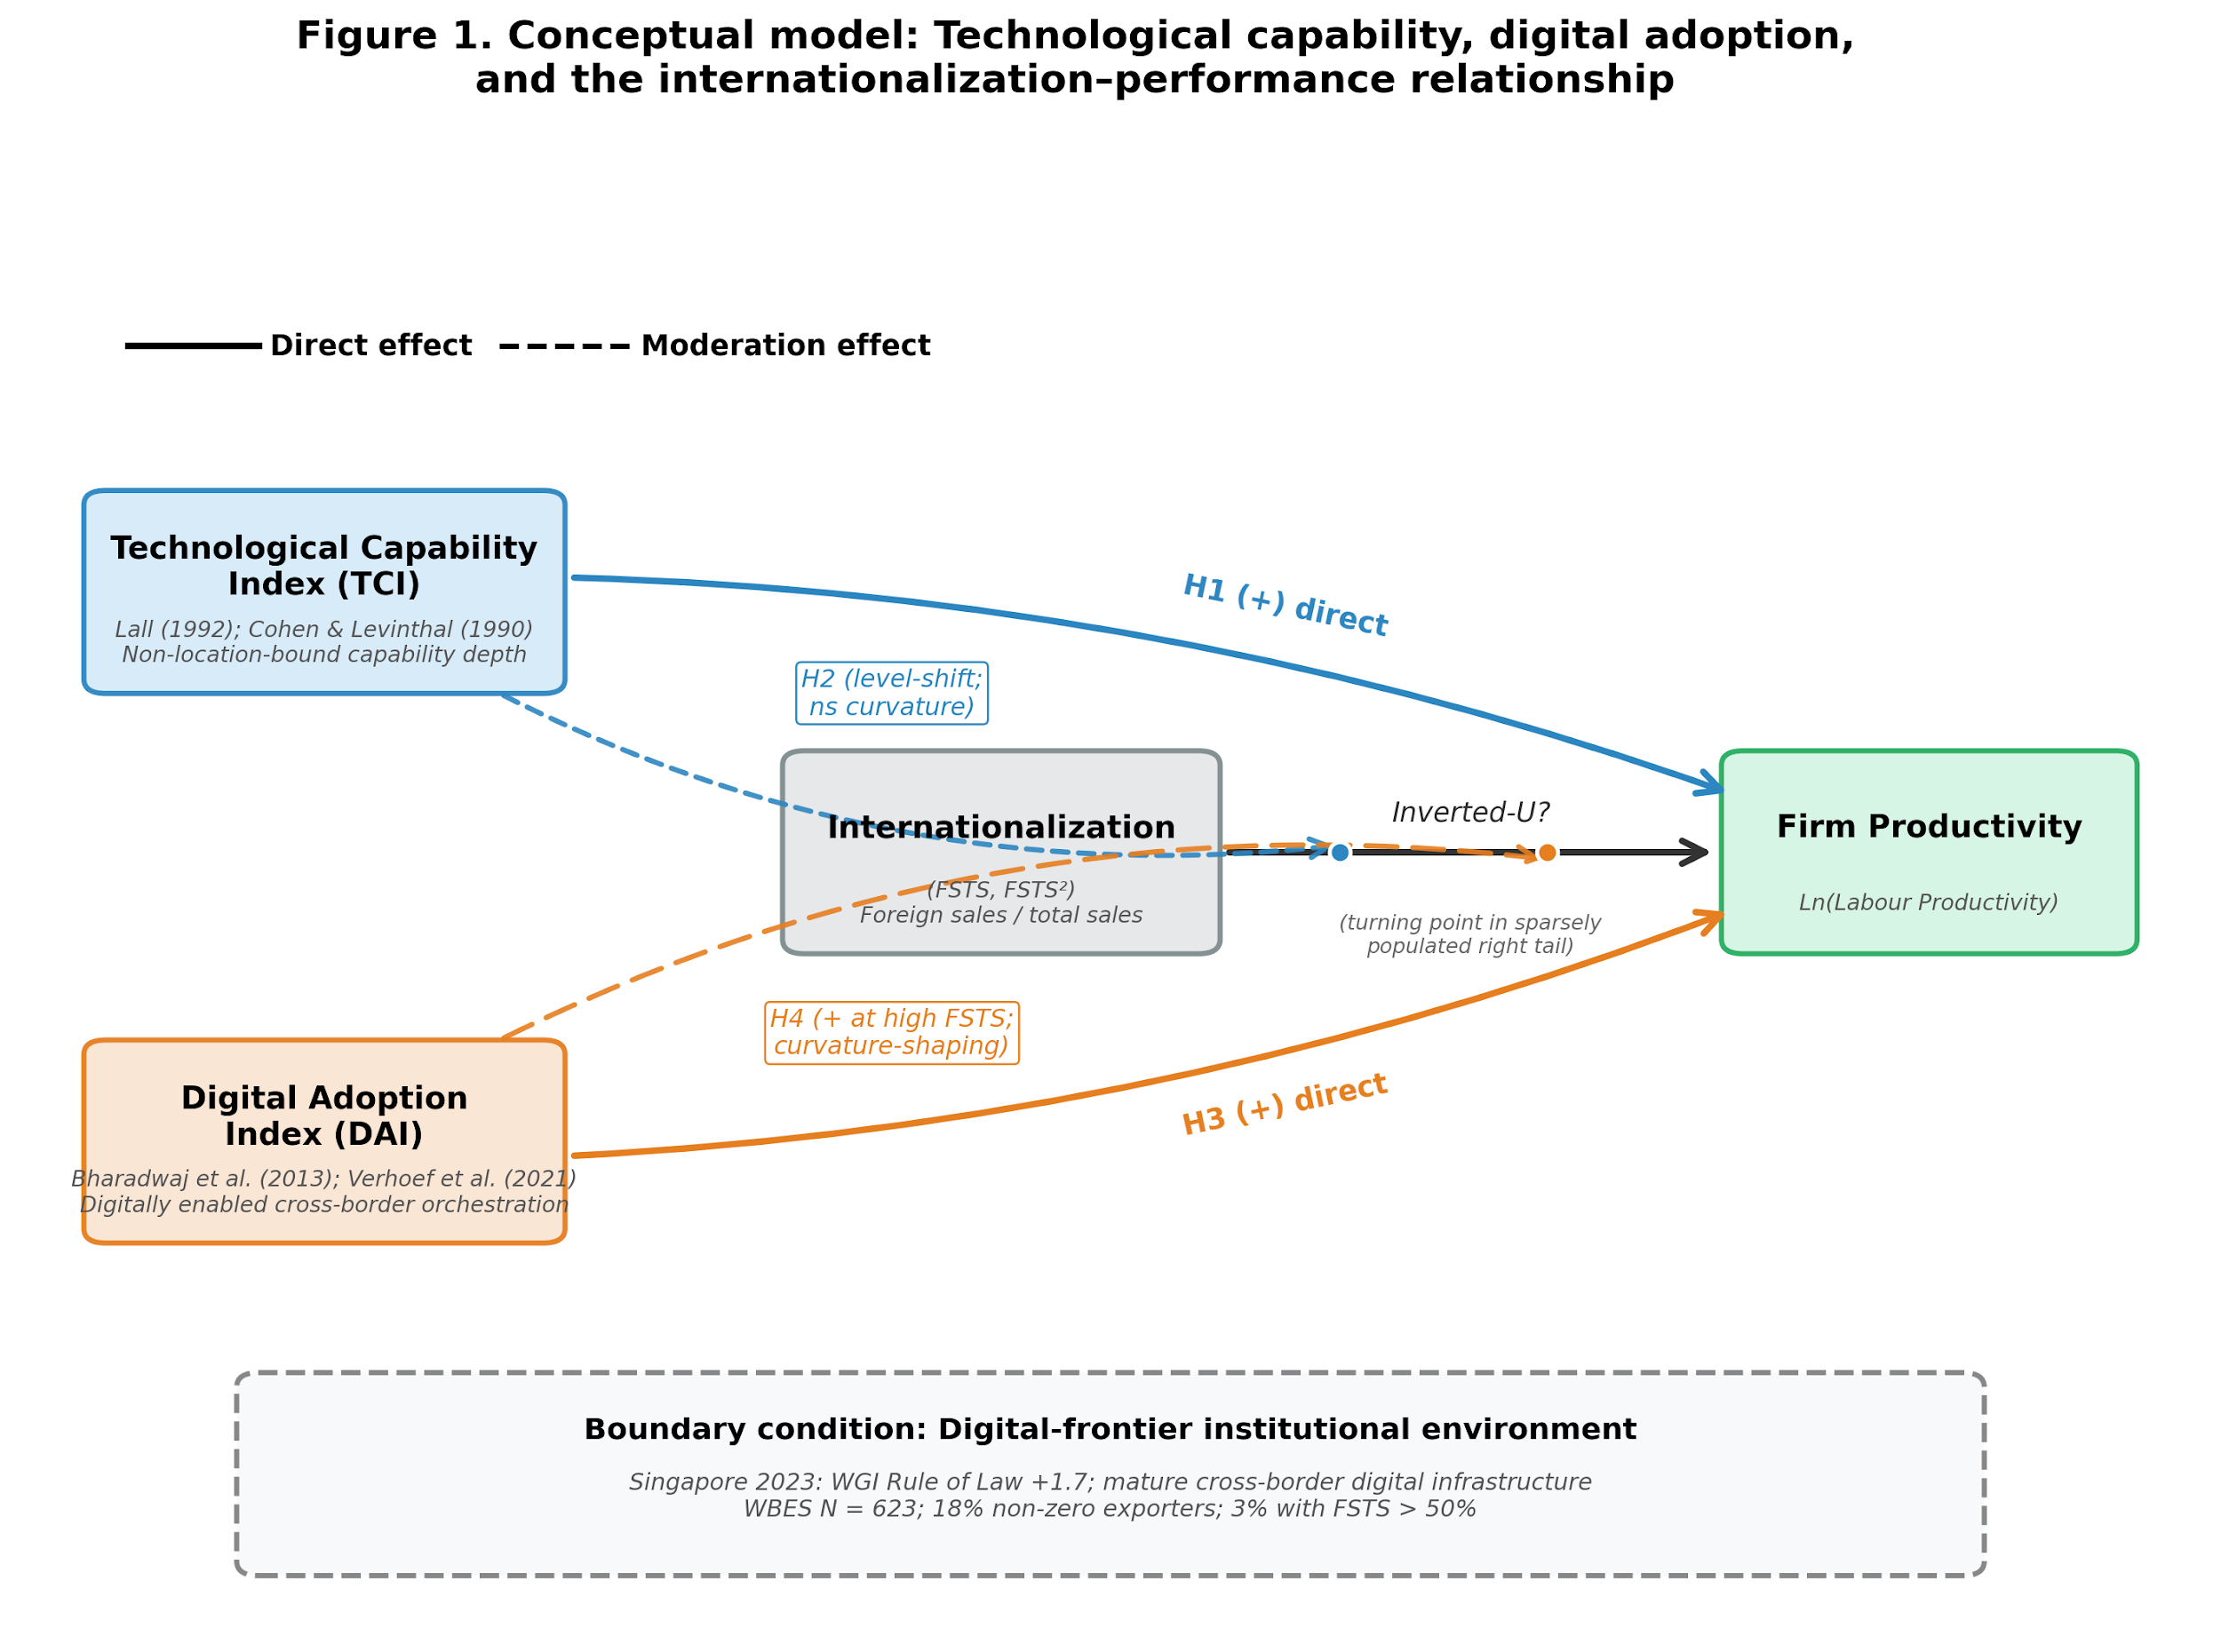 Figure 1. Conceptual model: Technological capability, digital adoption,
and the internationalization–performance relationship
Direct effect
Moderation effect
Technological Capability
Index (TCI)
Lall (1992); Cohen & Levinthal (1990)
Non-location-bound capability depth
H1 (+) direct
H2 (level-shift;
ns curvature)
Internationalization
(FSTS, FSTS²)
Foreign sales / total sales
Inverted-U?
(turning point in sparsely
populated right tail)
Firm Productivity
Ln(Labour Productivity)
H4 (+ at high FSTS;
curvature-shaping)
H3 (+) direct
Digital Adoption
Index (DAI)
Bharadwaj et al. (2013); Verhoef et al. (2021)
Digitally enabled cross-border orchestration
Boundary condition: Digital-frontier institutional environment
Singapore 2023: WGI Rule of Law +1.7; mature cross-border digital infrastructure
WBES N = 623; 18% non-zero exporters; 3% with FSTS > 50%